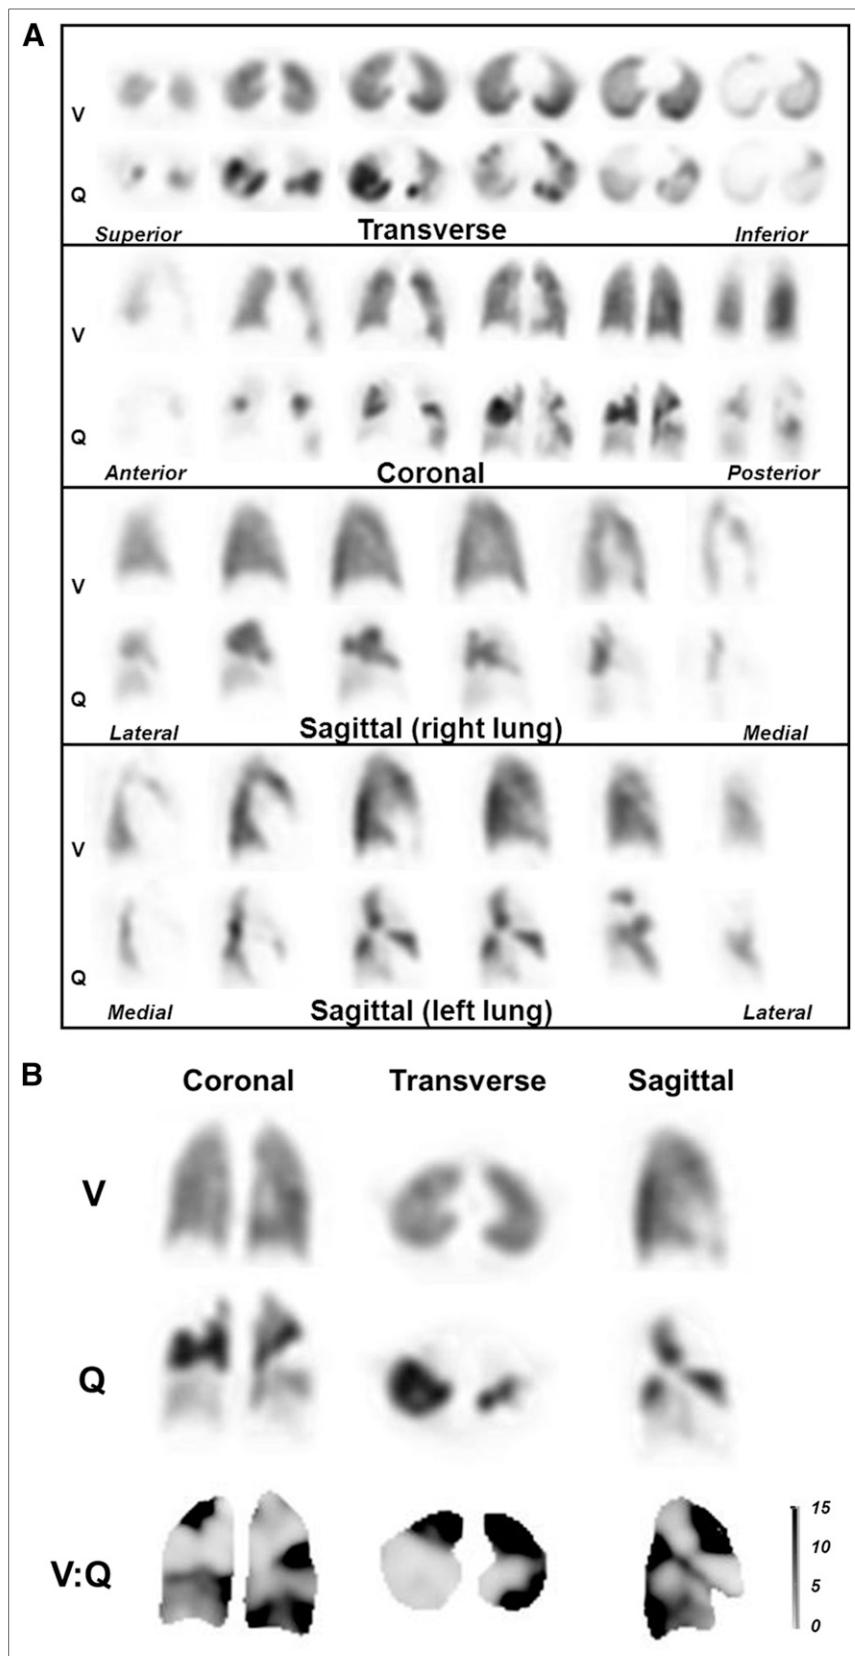 A
V
Q
Superior Transverse Inferior
V
Q
Anterior Coronal Posterior
V
Q
Lateral Sagittal (right lung) Medial
V
Q
Medial Sagittal (left lung) Lateral
B
Coronal Transverse Sagittal
V
Q
V:Q
15
10
5
0